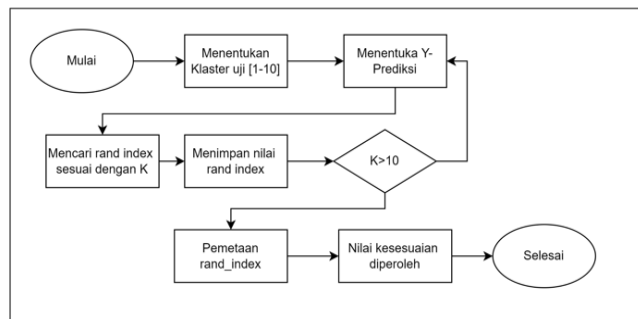 Mulai
Menentukan
Klaster uji [1-10]
Menentuka Y-
Prediksi
Mencari rand index
sesuai dengan K
Menimpan nilai
rand index
K>10
Pemetaan
rand_index
Nilai kesesuaian
diperoleh
Selesai